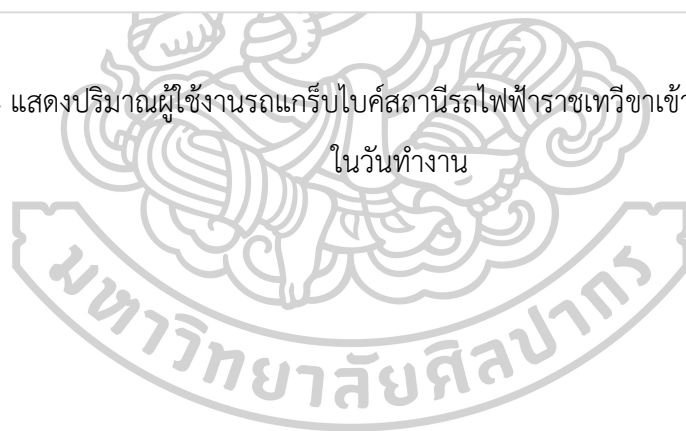 แสดงปริมาณผู้ใช้งานรถแกร็บไบค์สถานีรถไฟฟ้าราชเทวีขาเข้า
ในวันทำงาน
มหาวิทยาลัยศิลปากร